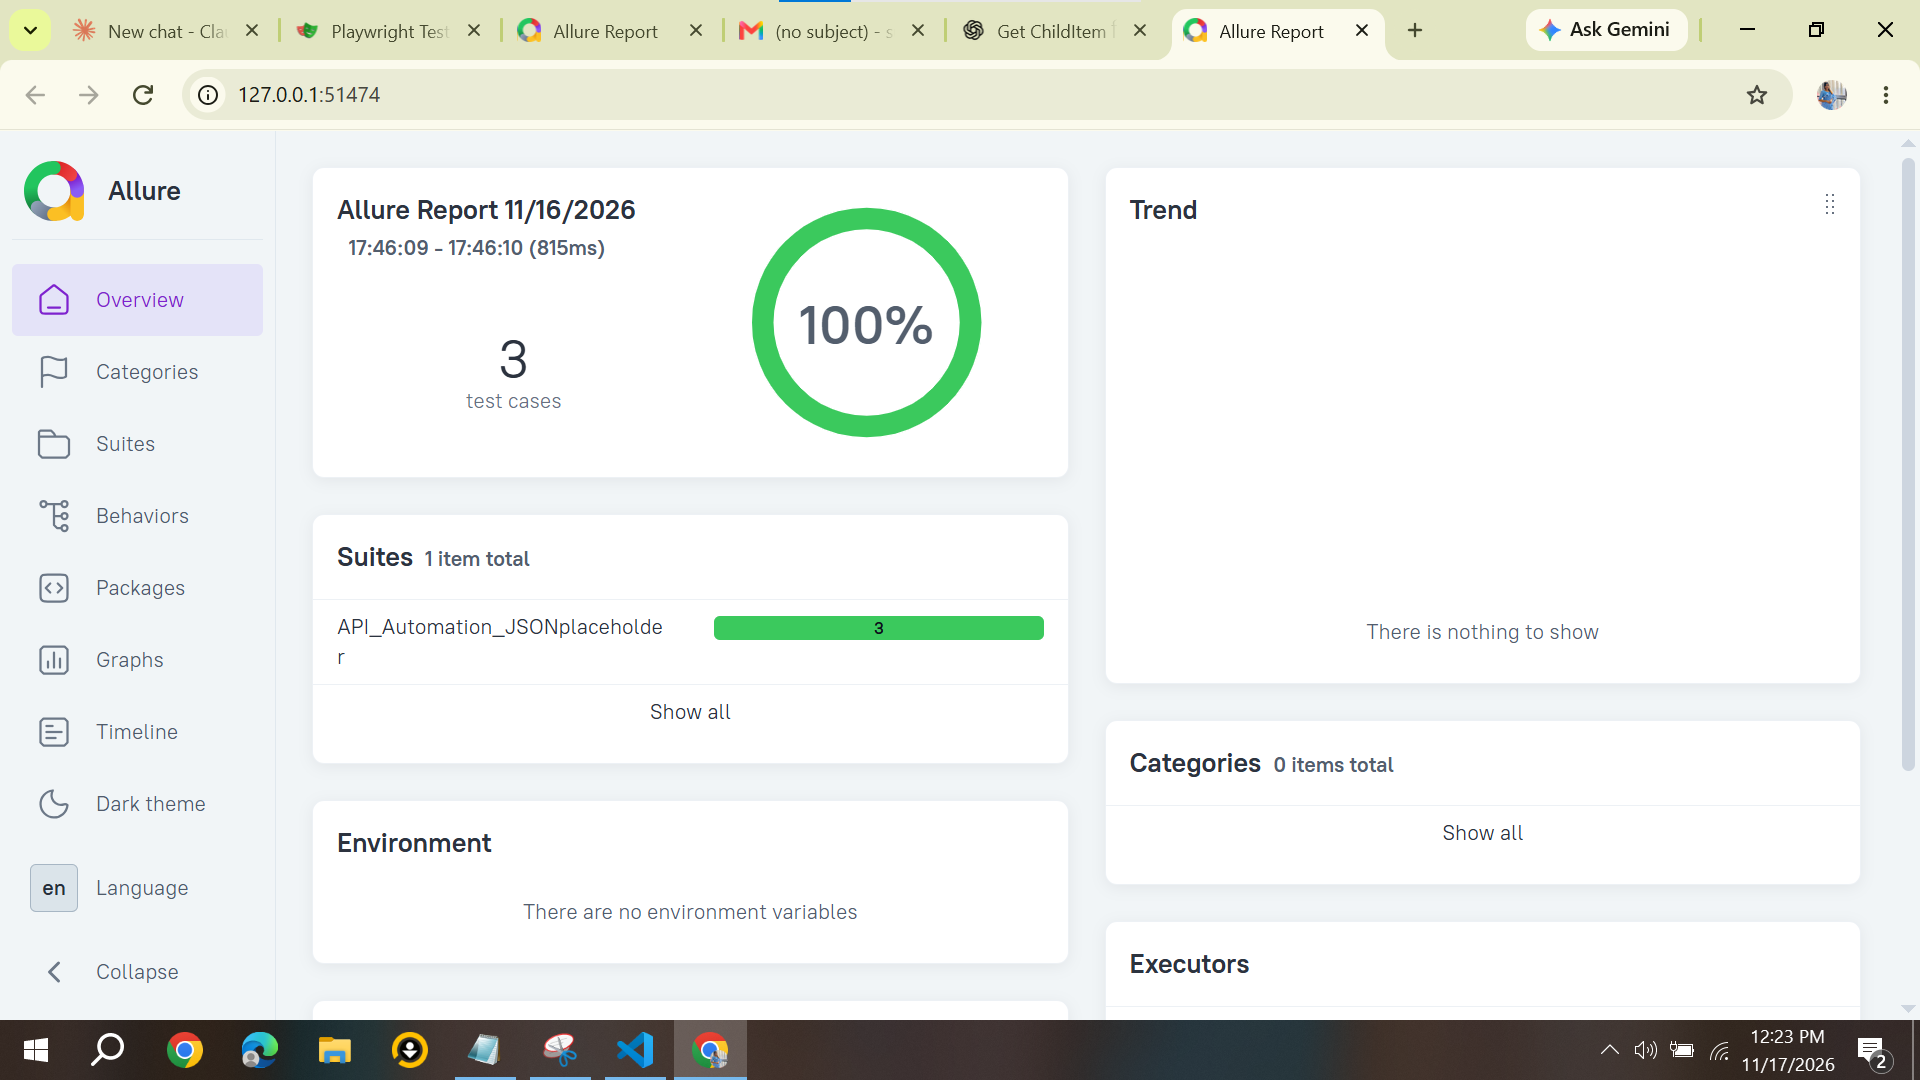 New chat - Cla
Playwright Test
Allure Report
(no subject) - s
Get ChildItem f
Allure Report
Ask Gemini
127.0.0.1:51474
Allure
Overview
Categories
Suites
Behaviors
Packages
Graphs
Timeline
Dark theme
en Language
Collapse
Allure Report 11/16/2026
17:46:09 - 17:46:10 (815ms)
3
test cases
100%
Suites 1 item total
API_Automation_JSONplaceholde
r
3
Show all
Environment
There are no environment variables
Trend
There is nothing to show
Categories 0 items total
Show all
Executors
12:23 PM
11/17/2026
2